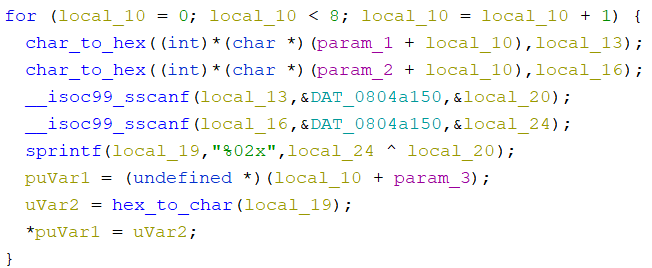 for (local_10 = 0; local_10 < 8; local_10 = local_10 + 1) {
char_to_hex((int)*(char *)(param_1 + local_10),local_13);
char_to_hex((int)*(char *)(param_2 + local_10),local_16);
__isoc99_sscanf(local_13,&DAT_0804a150,&local_20);
__isoc99_sscanf(local_16,&DAT_0804a150,&local_24);
sprintf(local_19,"%02x",local_24 ^ local_20);
puVar1 = (undefined *)(local_10 + param_3);
uVar2 = hex_to_char(local_19);
*puVar1 = uVar2;
}